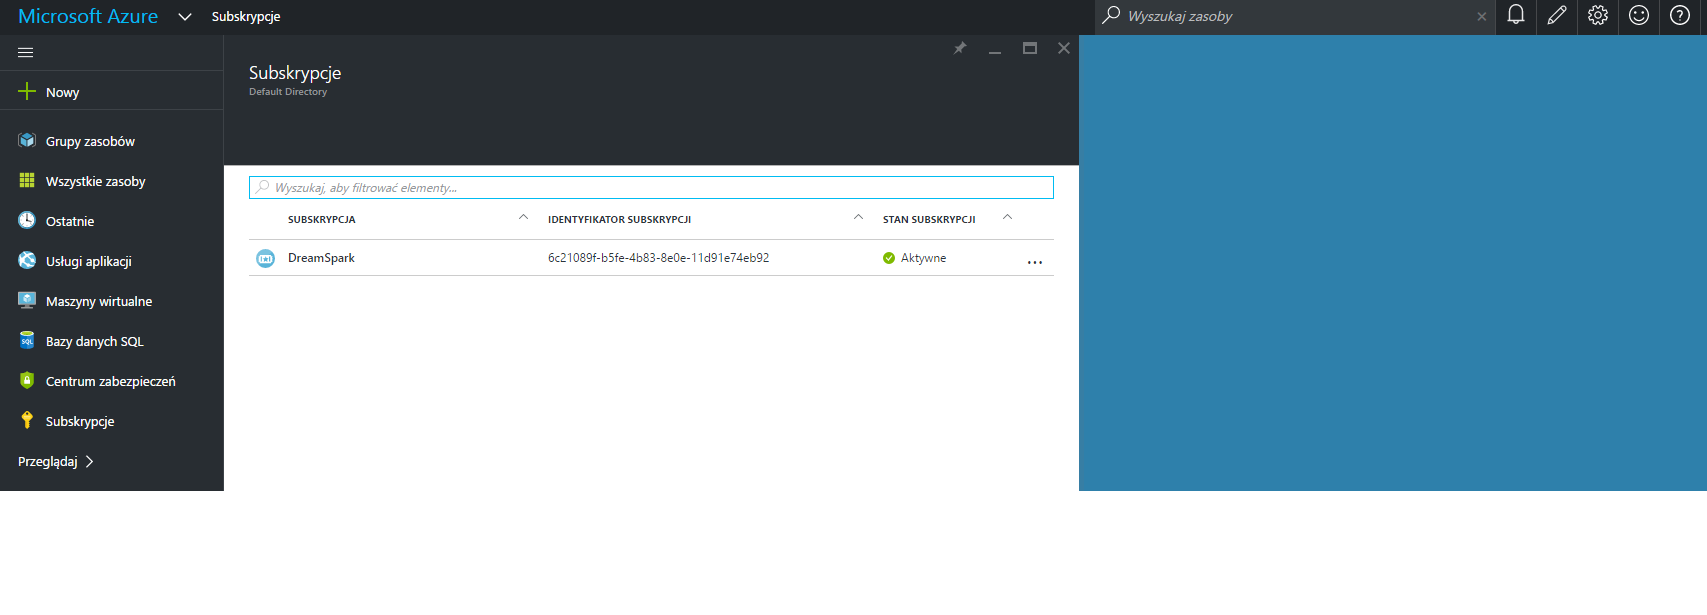 Microsoft Azure Subskrypcje Wyszukaj zasoby
Subskrypcje
Default Directory
Nowy
Grupy zasobów
Wszystkie zasoby
Ostatnie
Usługi aplikacji
Maszyny wirtualne
Bazy danych SQL
Centrum zabezpieczeń
Subskrypcje
Przeglądaj
Wyszukaj, aby filtrować elementy...
SUBSKRYPCJA IDENTYFIKATOR SUBSKRYPCJI STAN SUBSKRYPCJI
DreamSpark 6c21089f-b5fe-4b83-8e0e-11d91e74eb92 Aktywne ...